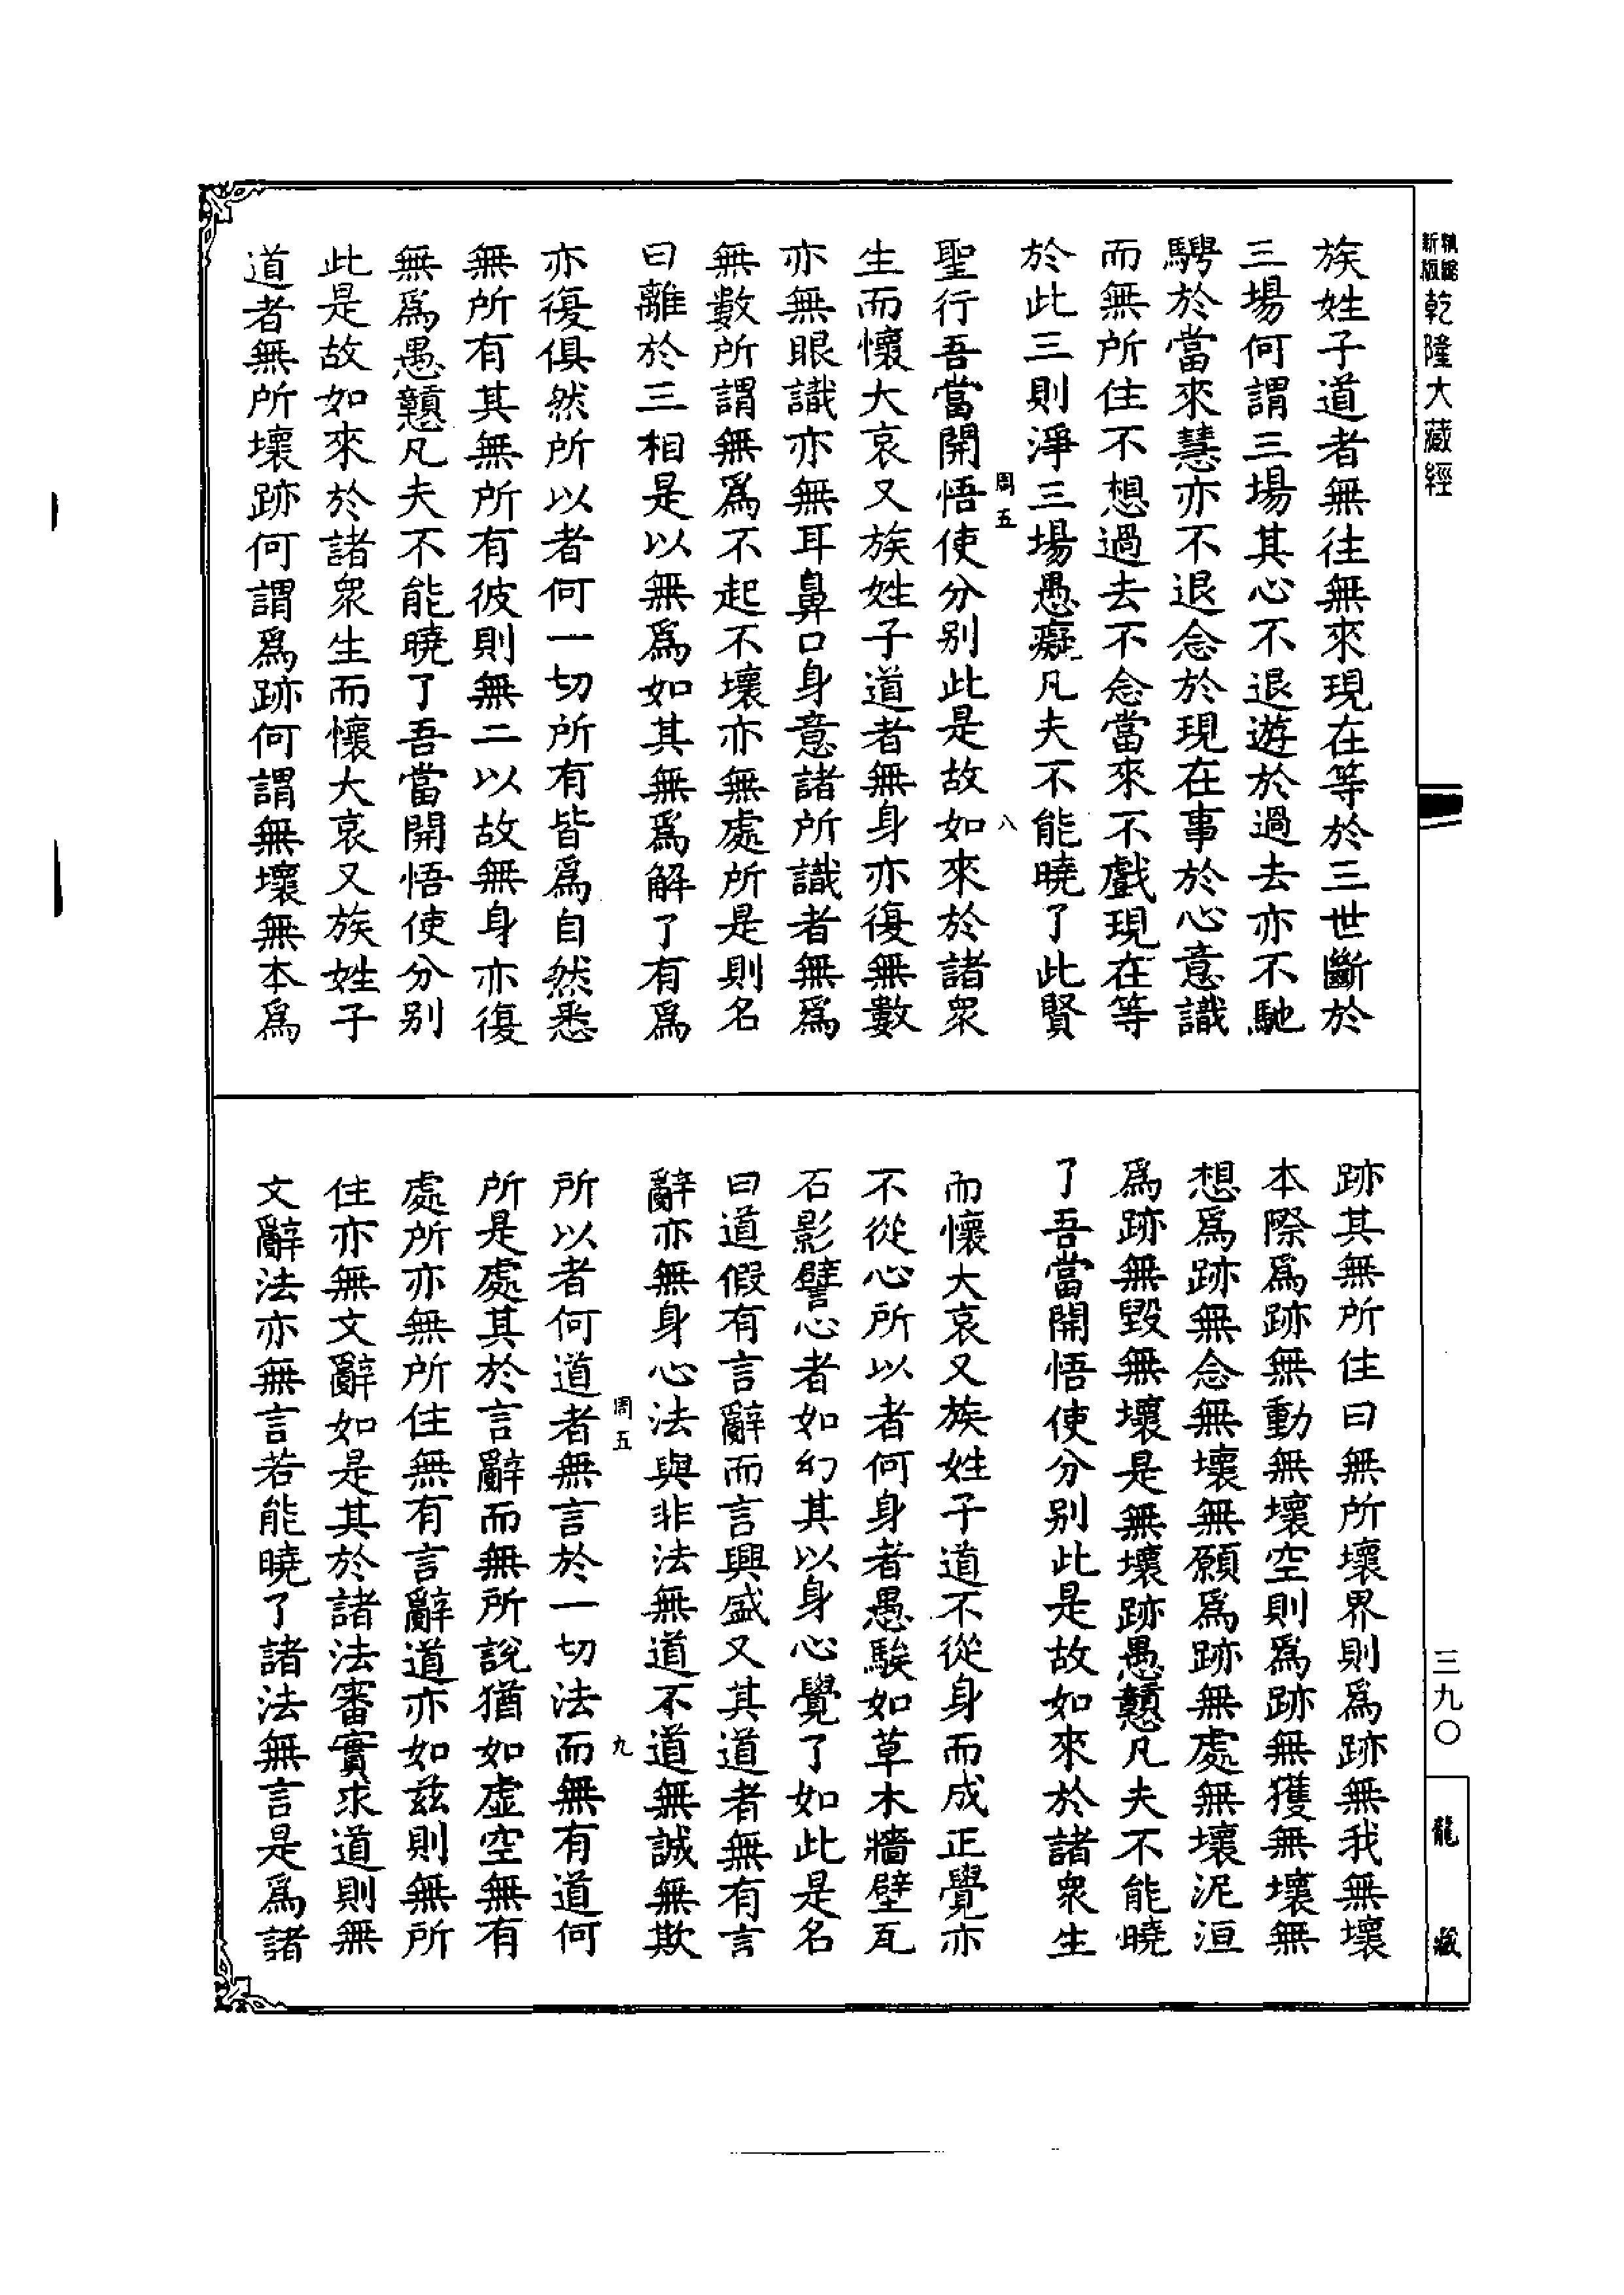 新版
乾隆大藏經
族姓子道者無往無來現在等於三世斷於
三場何謂三場其心不退遊於過去亦不馳
騁於當來慧亦不退念於現在事於心意識
而無所住不想過去不念當來不戲現在等
於此三則淨三場愚癡凡夫不能曉了此賢
周五 八
聖行吾當開悟使分別此是故如來於諸眾
生而懷大哀又族姓子道者無身亦復無數
亦無眼識亦無耳鼻口身意諸所識者無為
無數所謂無為不起不壞亦無處所是則名
曰離於三相是以無為如其無為解了有為
亦復俱然所以者何一切所有皆為自然悉
無所有其無所有彼則無二以故無身亦復
無為愚戇凡夫不能曉了吾當開悟使分別
此是故如來於諸眾生而懷大哀又族姓子
道者無所壞跡何謂為跡何謂無壞無本為
跡其無所住曰無所壞界則為跡無我無壞
本際為跡無動無壞空則為跡無獲無壞無
想為跡無念無壞無願為跡無處無壞泥洹
為跡無毀無壞是無壞跡愚戇凡夫不能曉
了吾當開悟使分別此是故如來於諸眾生
而懷大哀又族姓子道不從身而成正覺亦
不從心所以者何身者愚騃如草木牆壁瓦
石影譬心者如幻其以身心覺了如此是名
曰道假有言辭而言興盛又其道者無有言
辭亦無身心法與非法無道不道無誠無欺
周五 九
所以者何道者無言於一切法而無有道何
所是處其於言辭而無所說猶如虛空無有
處所亦無所住無有言辭道亦如茲則無所
住亦無文辭如是其於諸法審實求道則無
文辭法亦無言若能曉了諸法無言是為諸
三九〇
龍藏